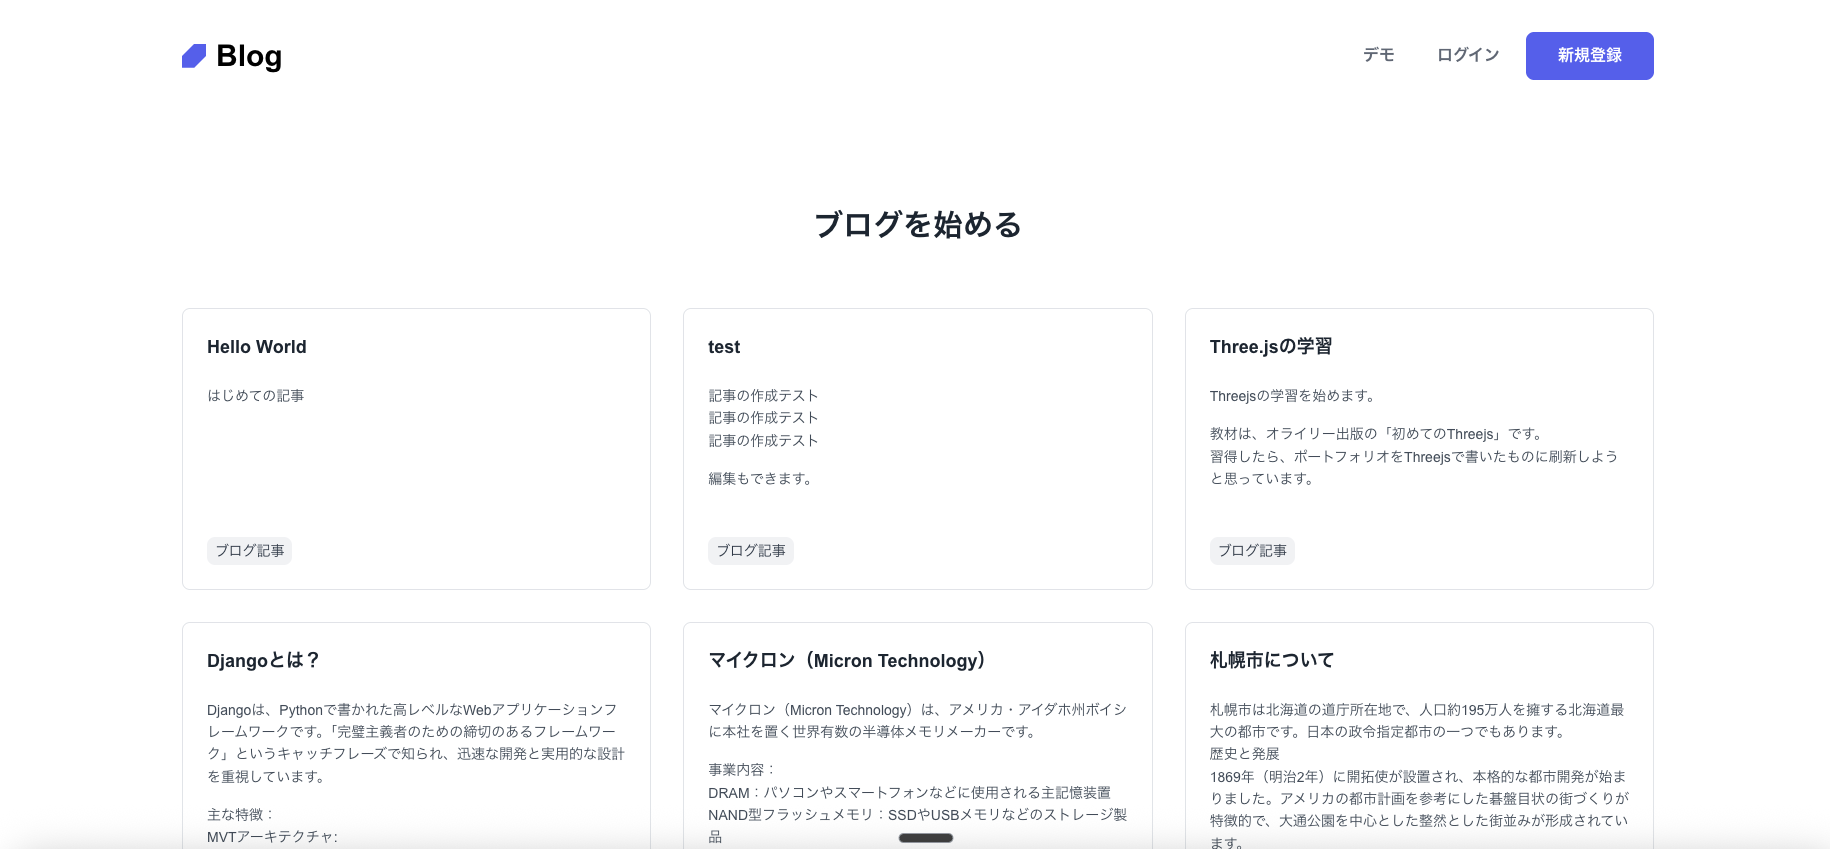 Blog
デモ
ログイン
新規登録
ブログを始める
Hello World
はじめての記事
ブログ記事
test
記事の作成テスト
記事の作成テスト
記事の作成テスト
編集もできます。
ブログ記事
Three.jsの学習
Threejsの学習を始めます。
教材は、オライリー出版の「初めてのThreejs」です。
習得したら、ポートフォリオをThreejsで書いたものに刷新しよう
と思っています。
ブログ記事
Djangoとは？
Djangoは、Pythonで書かれた高レベルなWebアプリケーションフ
レームワークです。「完璧主義者のための締切のあるフレームワー
ク」というキャッチフレーズで知られ、迅速な開発と実用的な設計
を重視しています。
主な特徴：
MVTアーキテクチャ:
マイクロン（Micron Technology）
マイクロン（Micron Technology）は、アメリカ・アイダホ州ボイシ
に本社を置く世界有数の半導体メモリメーカーです。
事業内容：
DRAM：パソコンやスマートフォンなどに使用される主記憶装置
NAND型フラッシュメモリ：SSDやUSBメモリなどのストレージ製
品
札幌市について
札幌市は北海道の道庁所在地で、人口約195万人を擁する北海道最
大の都市です。日本の政令指定都市の一つでもあります。
歴史と発展
1869年（明治2年）に開拓使が設置され、本格的な都市開発が始ま
りました。アメリカの都市計画を参考にした碁盤目状の街づくりが
特徴的で、大通公園を中心とした整然とした街並みが形成されてい
ます。